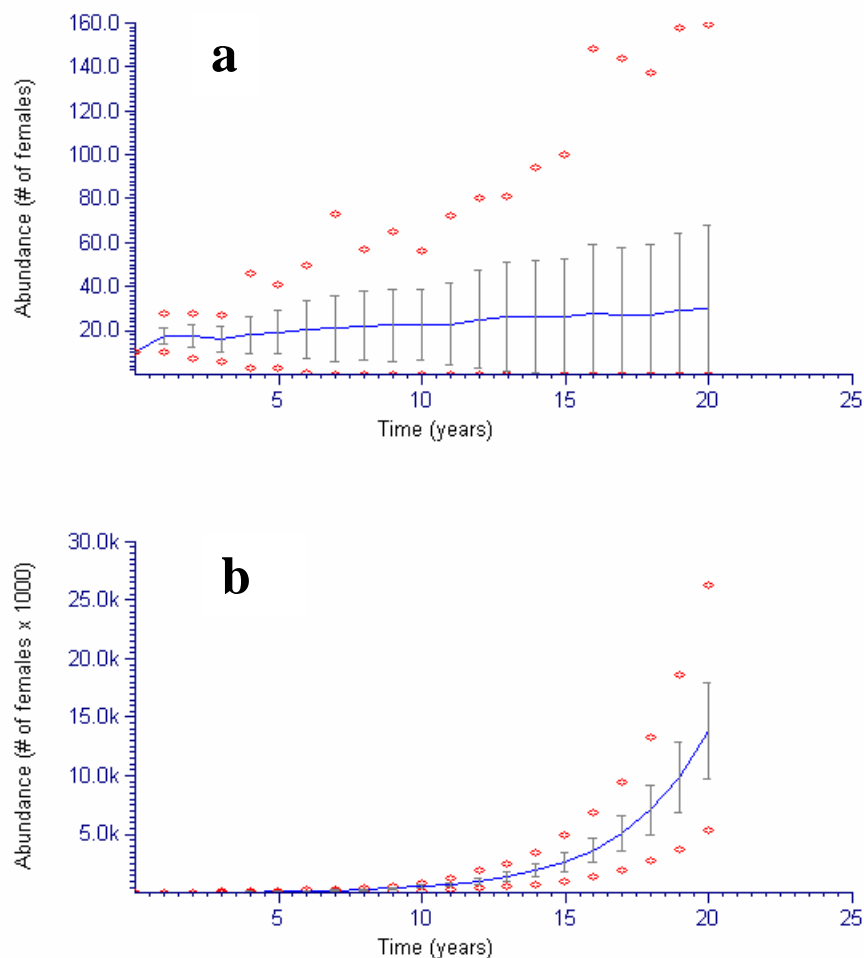 a
Abundance (# of females)
160.0
140.0
120.0
100.0
80.0
60.0
40.0
20.0
5 10 15 20 25
Time (years)
b
Abundance (# of females x 1000)
30.0k
25.0k
20.0k
15.0k
10.0k
5.0k
5 10 15 20 25
Time (years)